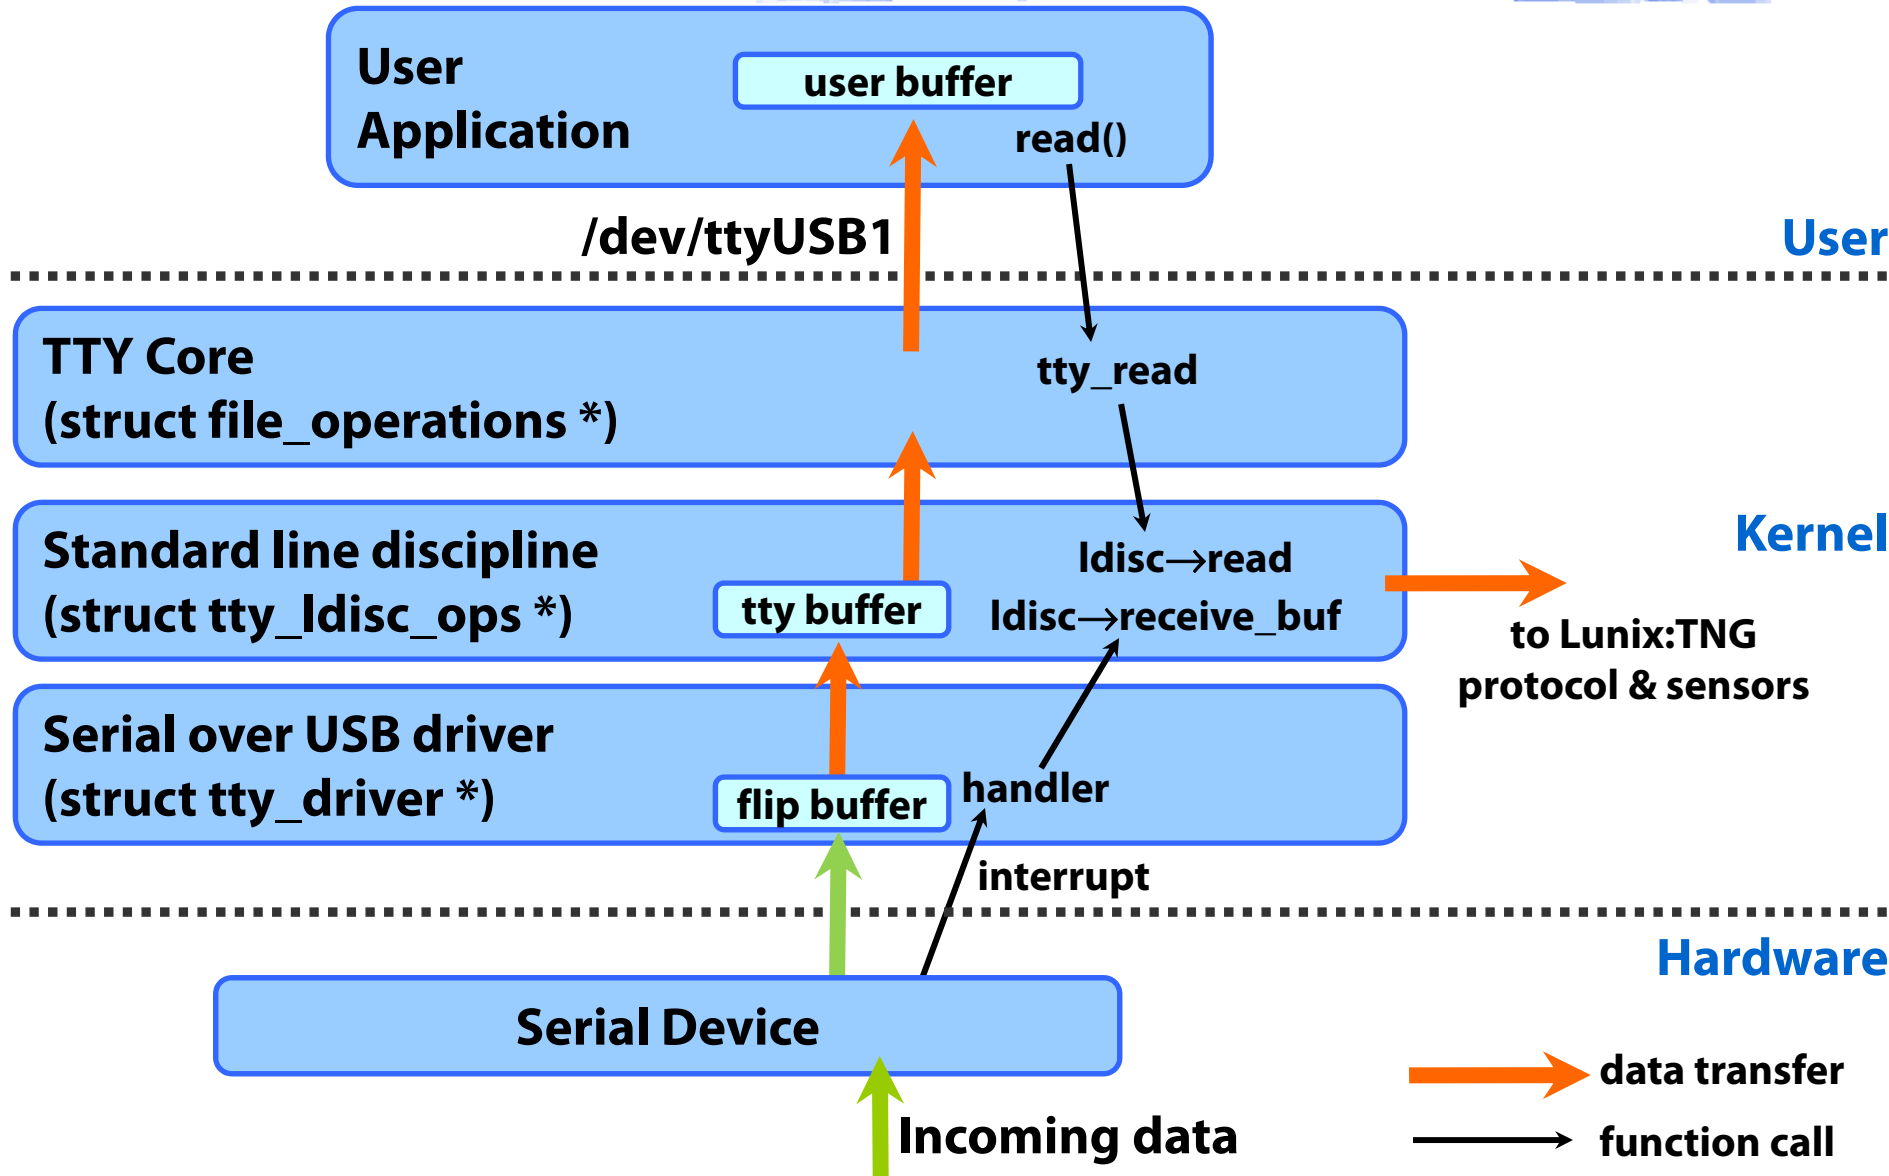 User
Application
user buffer
read()
/dev/ttyUSB1
User
TTY Core
(struct file_operations *)
tty_read
Standard line discipline
(struct tty_ldisc_ops *)
tty buffer
ldisc→read
ldisc→receive_buf
Kernel
to Lunix:TNG
protocol & sensors
Serial over USB driver
(struct tty_driver *)
flip buffer
handler
interrupt
Hardware
Serial Device
Incoming data
data transfer
function call